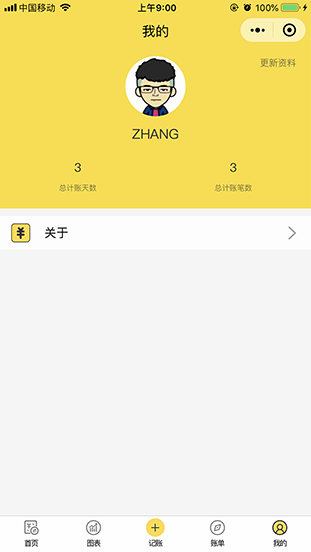 中国移动 上午9:00 100%
我的
更新资料
ZHANG
3 3
总计账天数 总计账笔数
关于
首页 图表 记账 账单 我的